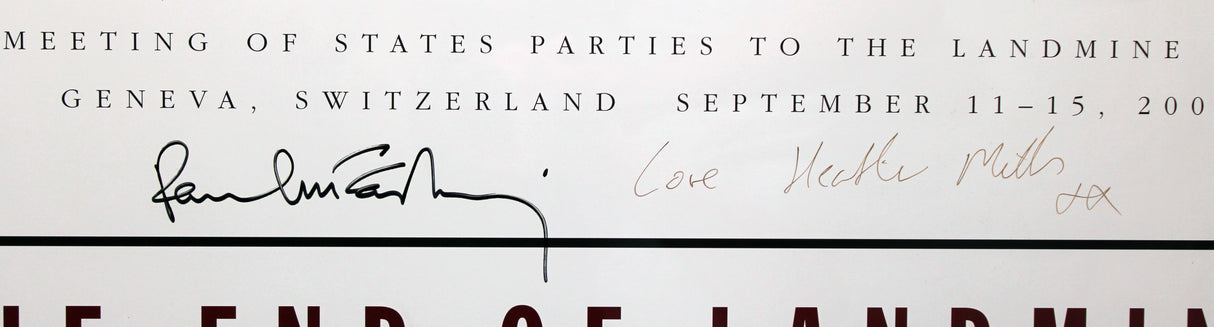 MEETING OF STATES PARTIES TO THE LANDMINE
GENEVA, SWITZERLAND SEPTEMBER 11–15, 200
Paul McCartney Love Heather Mills xx
HE END OF LANDMIN